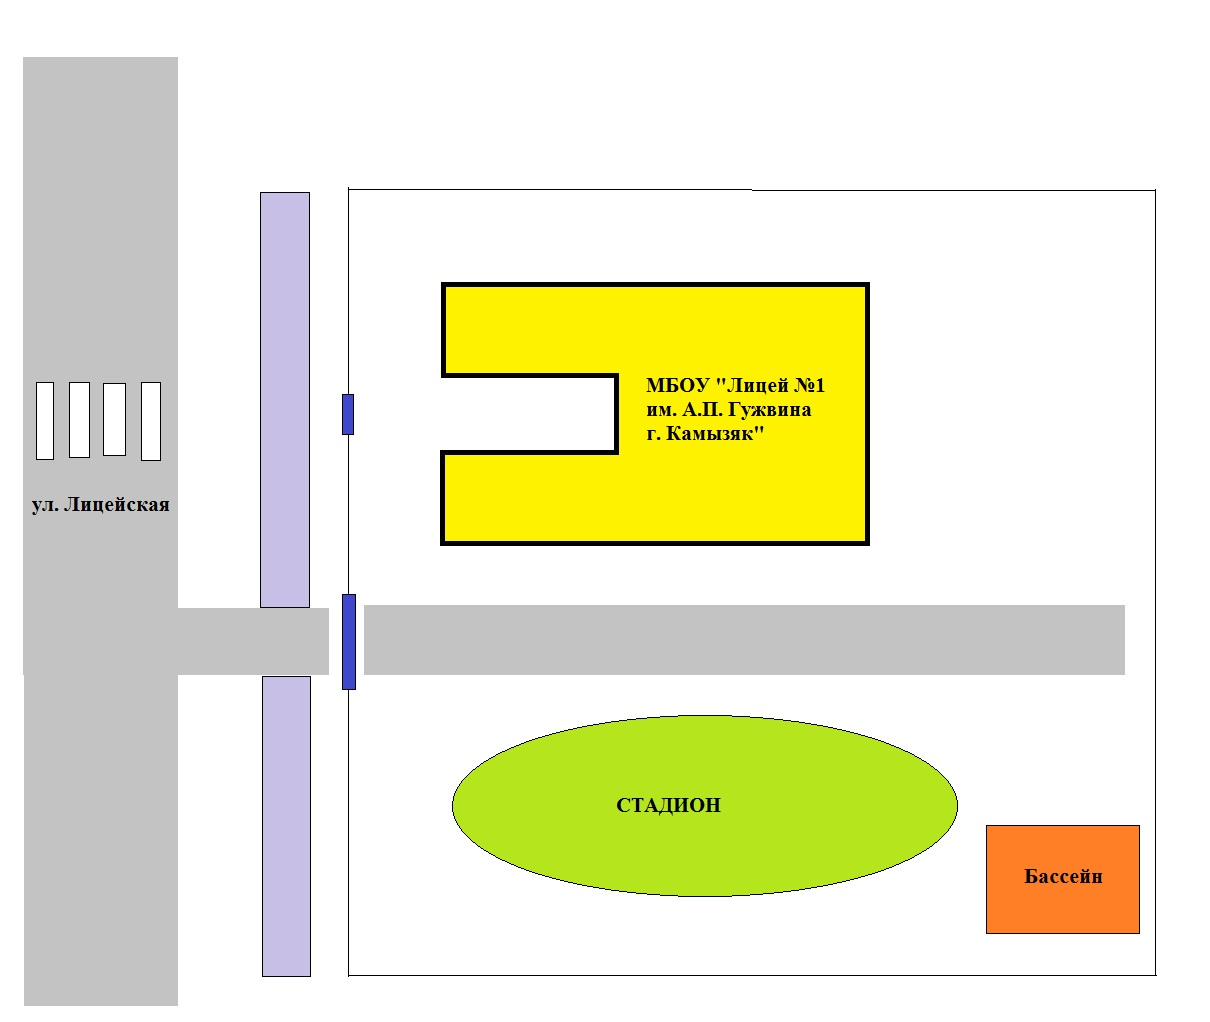 МБОУ "Лицей №1
им. А.П. Гужвина
г. Камызяк"
ул. Лицейская
СТАДИОН
Бассейн